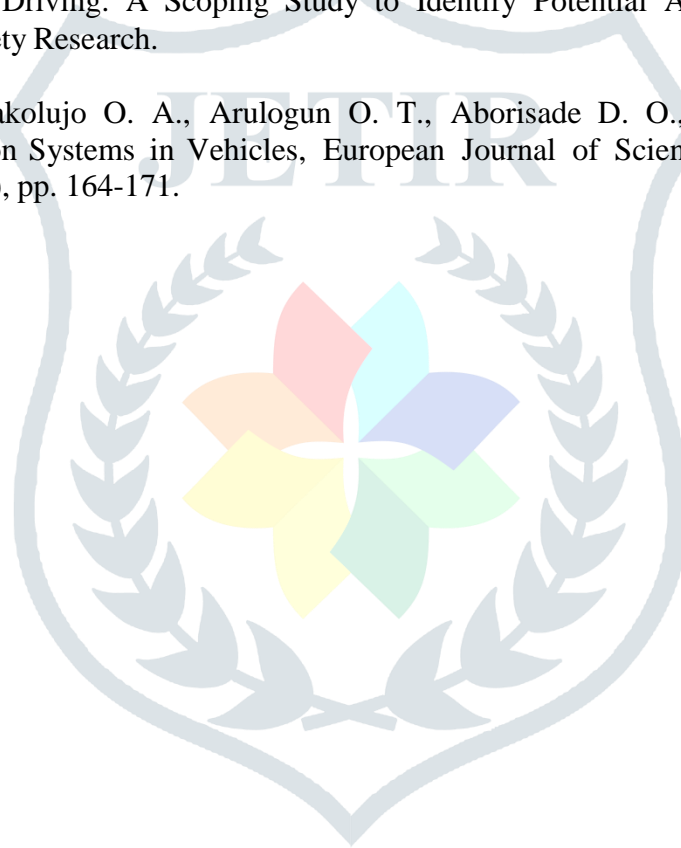 Driving: A Scoping Study to Identify Potential A
ety Research.
JETIR
akolujo O. A., Arulogun O. T., Aborisade D. O.,
on Systems in Vehicles, European Journal of Scien
), pp. 164-171.